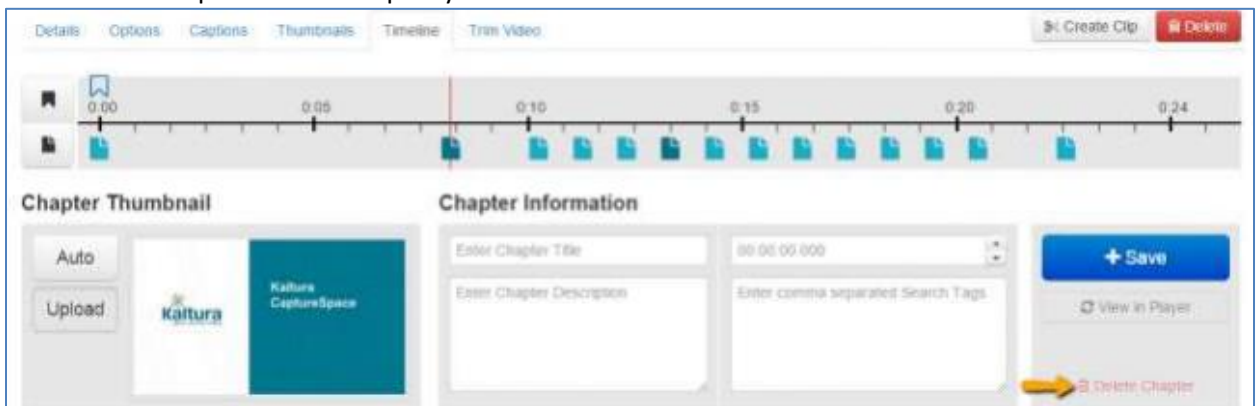 Details Options Captions Thumbnails Timeline Trim Video Create Clip Delete
0:00 0:05 0:10 0:15 0:20 0:24
Chapter Thumbnail Chapter Information
Auto
Upload
Kaltura
Kaltura
CaptureSpace
Enter Chapter Title 00:00:00.000
Enter Chapter Description Enter comma separated Search Tags
+ Save
View in Player
Delete Chapter